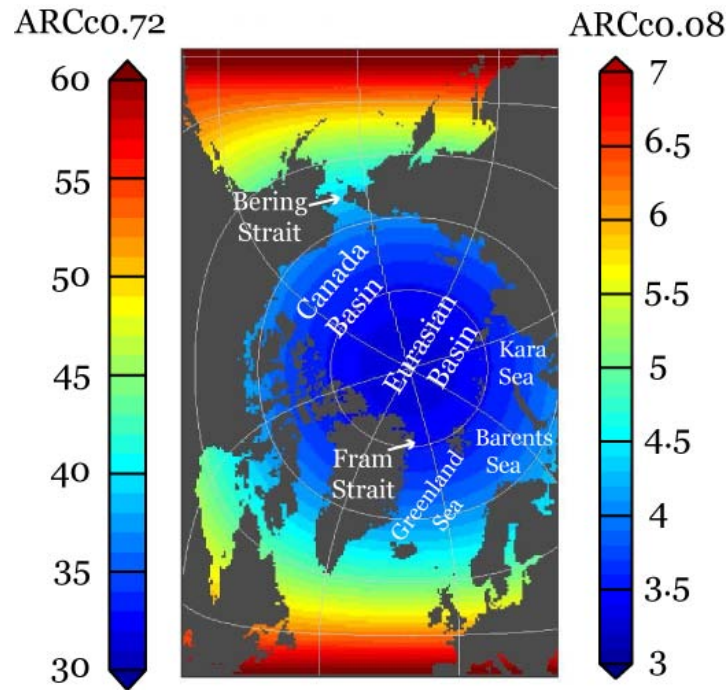 ARCc0.72
ARCc0.08
60
55
50
45
40
35
30
Bering
Strait
Canada
Basin
Eurasian
Basin
Kara
Sea
Barents
Sea
Fram
Strait
Greenland
Sea
7
6.5
6
5.5
5
4.5
4
3.5
3